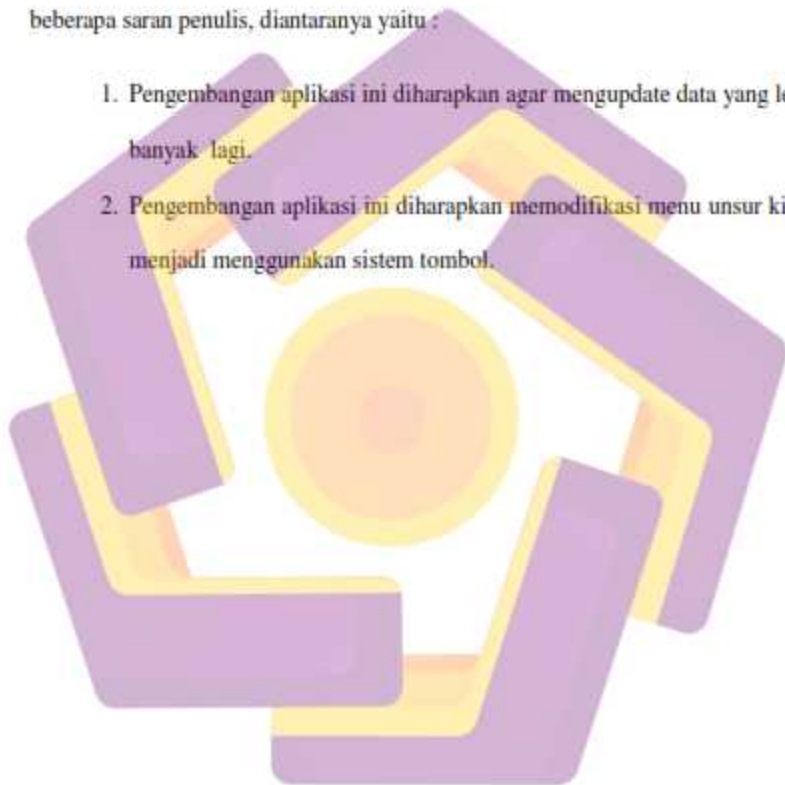 beberapa saran penulis, diantaranya yaitu :
1. Pengembangan aplikasi ini diharapkan agar mengupdate data yang
banyak lagi.
2. Pengembangan aplikasi ini diharapkan memodifikasi menu unsur
menjadi menggunakan sistem tombol.